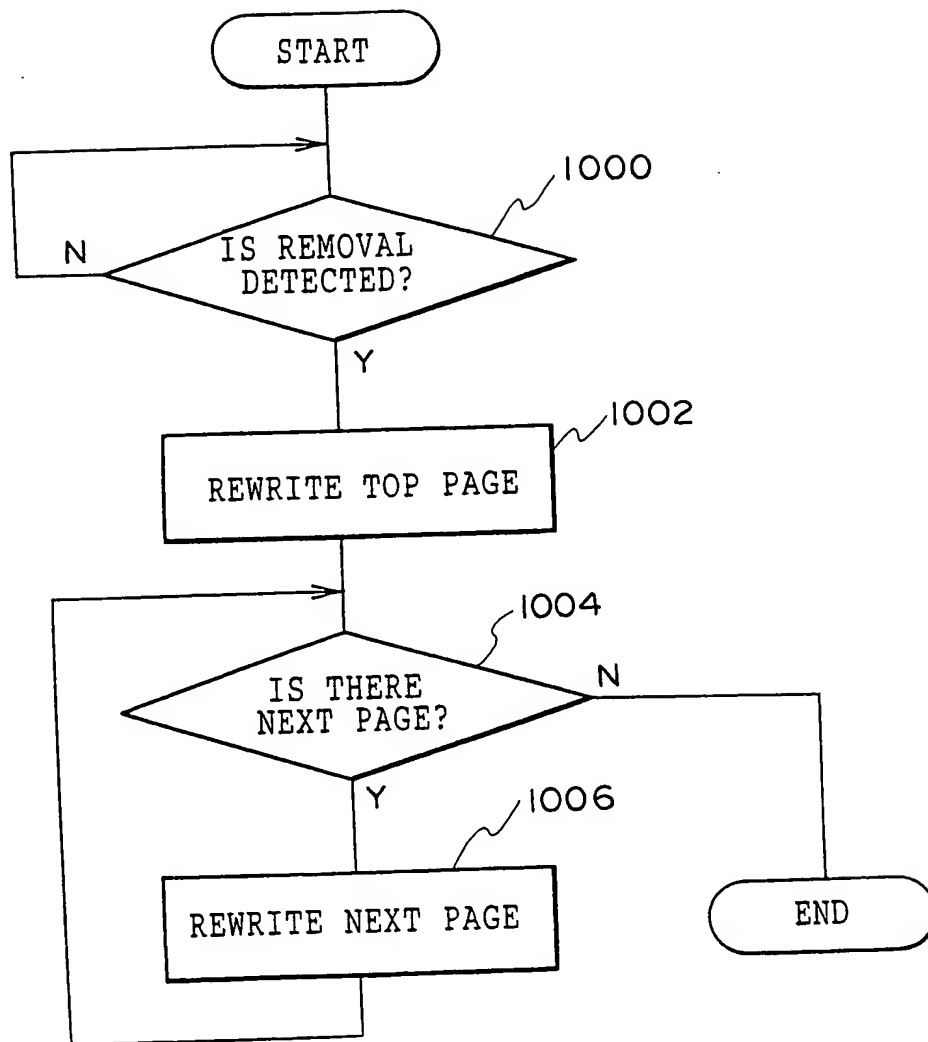 START
1000
N
IS REMOVAL
DETECTED?
Y
1002
REWRITE TOP PAGE
1004
N
IS THERE
NEXT PAGE?
Y
1006
REWRITE NEXT PAGE
END